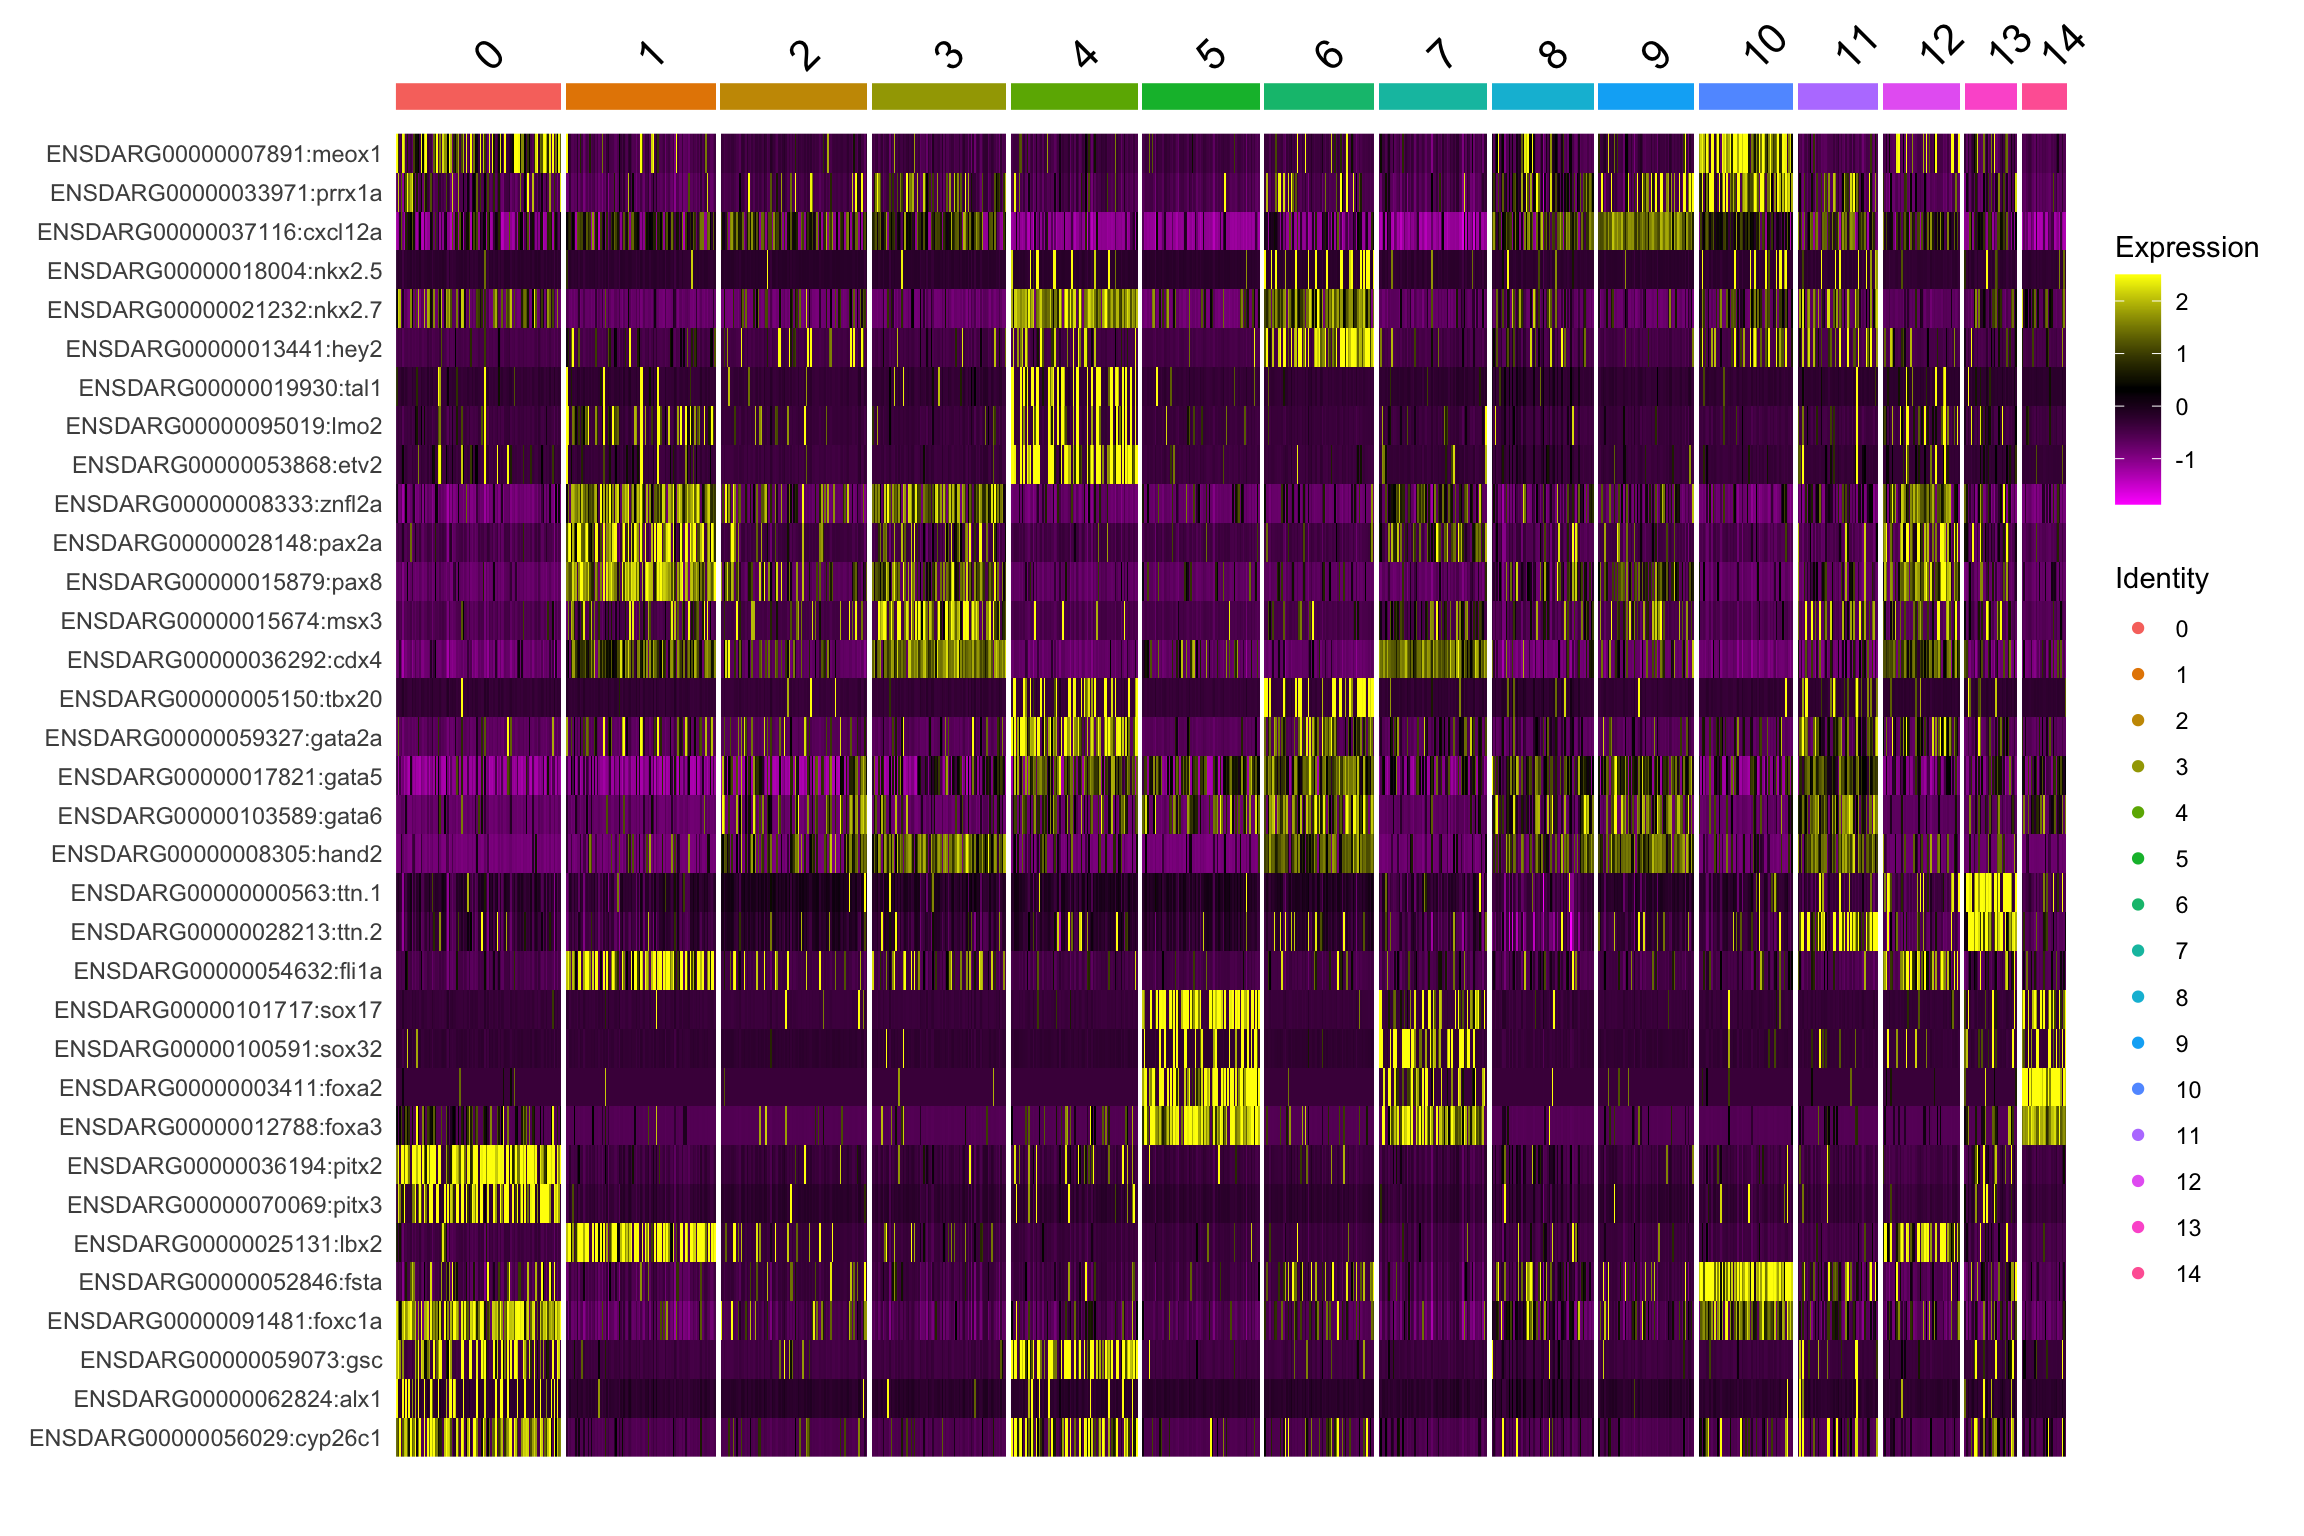 0 1 2 3 4 5 6 7 8 9 10 11 12 13 14
ENSDARG00000007891:meox1
ENSDARG00000033971:prrx1a
ENSDARG00000037116:cxcl12a
ENSDARG00000018004:nkx2.5
ENSDARG00000021232:nkx2.7
ENSDARG00000013441:hey2
ENSDARG00000019930:tal1
ENSDARG00000095019:lmo2
ENSDARG00000053868:etv2
ENSDARG00000008333:znfl2a
ENSDARG00000028148:pax2a
ENSDARG00000015879:pax8
ENSDARG00000015674:msx3
ENSDARG00000036292:cdx4
ENSDARG00000005150:tbx20
ENSDARG00000059327:gata2a
ENSDARG00000017821:gata5
ENSDARG00000103589:gata6
ENSDARG00000008305:hand2
ENSDARG00000000563:ttn.1
ENSDARG00000028213:ttn.2
ENSDARG00000054632:fli1a
ENSDARG00000101717:sox17
ENSDARG00000100591:sox32
ENSDARG00000003411:foxa2
ENSDARG00000012788:foxa3
ENSDARG00000036194:pitx2
ENSDARG00000070069:pitx3
ENSDARG00000025131:lbx2
ENSDARG00000052846:fsta
ENSDARG00000091481:foxc1a
ENSDARG00000059073:gsc
ENSDARG00000062824:alx1
ENSDARG00000056029:cyp26c1
Expression
2
1
0
-1
Identity
0
1
2
3
4
5
6
7
8
9
10
11
12
13
14